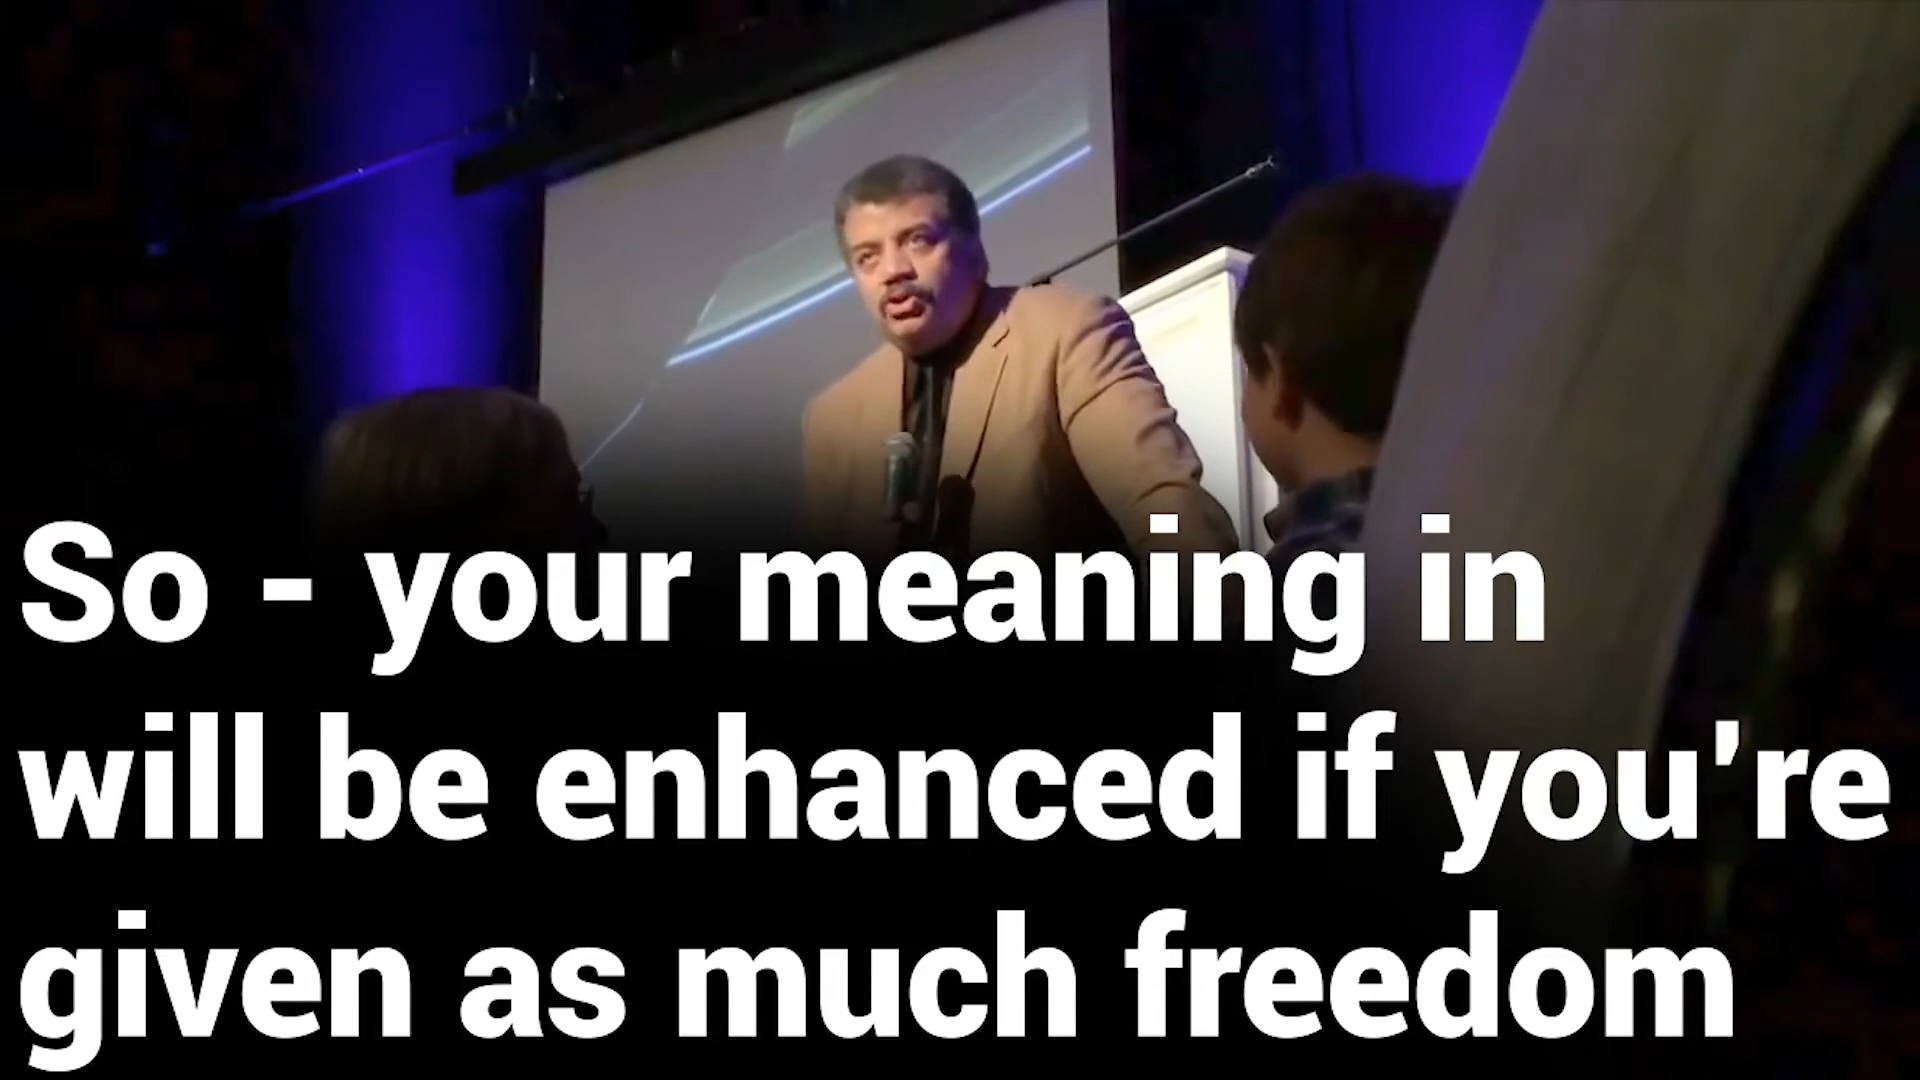 So - your meaning in
will be enhanced if you're
given as much freedom